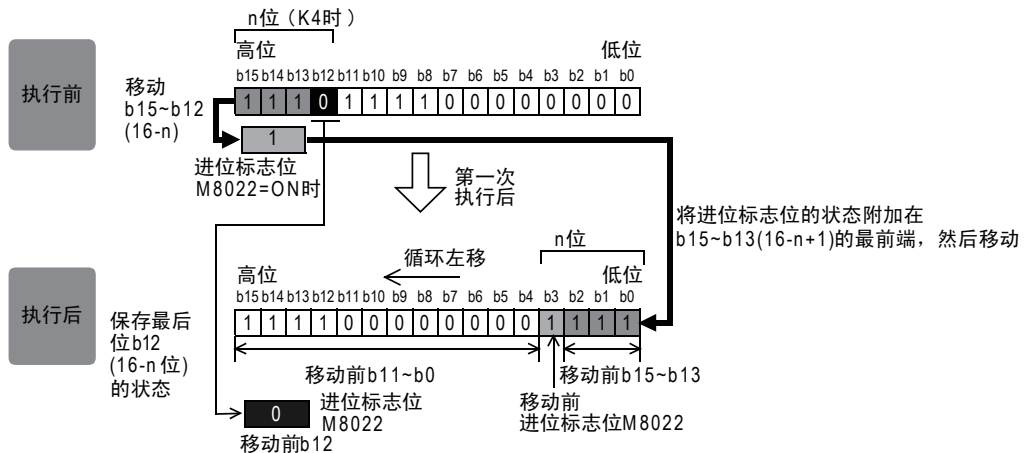 n位（K4时）
高位 低位
b15 b14 b13 b12 b11 b10 b9 b8 b7 b6 b5 b4 b3 b2 b1 b0
执行前
1 1 1 0 1 1 1 1 0 0 0 0 0 0 0 0
移动
b15~b12
(16-n)
1
进位标志位
M8022=ON时
第一次
执行后
将进位标志位的状态附加在
b15~b13(16-n+1)的最前端，然后移动
n位
循环左移
高位 低位
b15 b14 b13 b12 b11 b10 b9 b8 b7 b6 b5 b4 b3 b2 b1 b0
执行后
1 1 1 1 0 0 0 0 0 0 0 0 1 1 1 1
保存最后
位b12
(16-n位)
的状态
移动前b11~b0
移动前b15~b13
0
进位标志位
M8022
移动前b12
移动前
进位标志位M8022